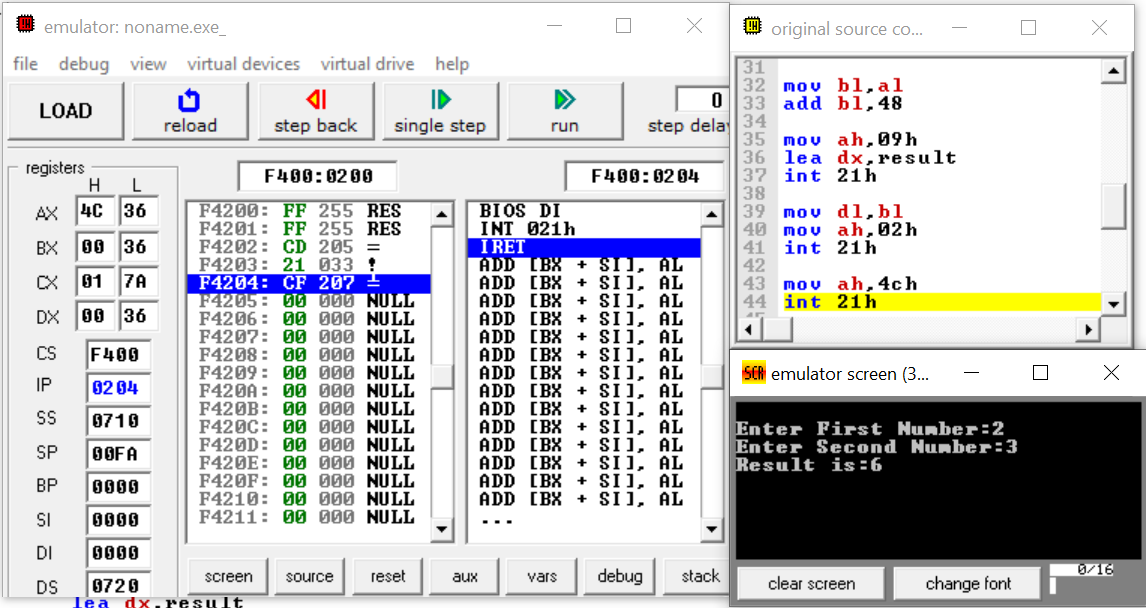 emulator: noname.exe_
file debug view virtual devices virtual drive help
LOAD reload step back single step run 0 step delay
registers
H L
AX 4C 36
BX 00 36
CX 01 7A
DX 00 36
CS F400
IP 0204
SS 0710
SP 00FA
BP 0000
SI 0000
DI 0000
DS 0720
F400:0200 F400:0204
F4200: FF 255 RES
F4201: FF 255 RES
F4202: CD 205 =
F4203: 21 033 !
F4204: CF 207 ╧
F4205: 00 000 NULL
F4206: 00 000 NULL
F4207: 00 000 NULL
F4208: 00 000 NULL
F4209: 00 000 NULL
F420A: 00 000 NULL
F420B: 00 000 NULL
F420C: 00 000 NULL
F420D: 00 000 NULL
F420E: 00 000 NULL
F420F: 00 000 NULL
F4210: 00 000 NULL
F4211: 00 000 NULL
BIOS DI
INT 021h
IRET
ADD [BX + SI], AL
ADD [BX + SI], AL
ADD [BX + SI], AL
ADD [BX + SI], AL
ADD [BX + SI], AL
ADD [BX + SI], AL
ADD [BX + SI], AL
ADD [BX + SI], AL
ADD [BX + SI], AL
ADD [BX + SI], AL
ADD [BX + SI], AL
ADD [BX + SI], AL
ADD [BX + SI], AL
ADD [BX + SI], AL
...
screen source reset aux vars debug stack
lea dx,result
original source co...
31
32 mov bl,al
33 add bl,48
34
35 mov ah,09h
36 lea dx,result
37 int 21h
38
39 mov dl,bl
40 mov ah,02h
41 int 21h
42
43 mov ah,4ch
44 int 21h
SCR emulator screen (3...
Enter First Number:2
Enter Second Number:3
Result is:6
clear screen change font 0/16